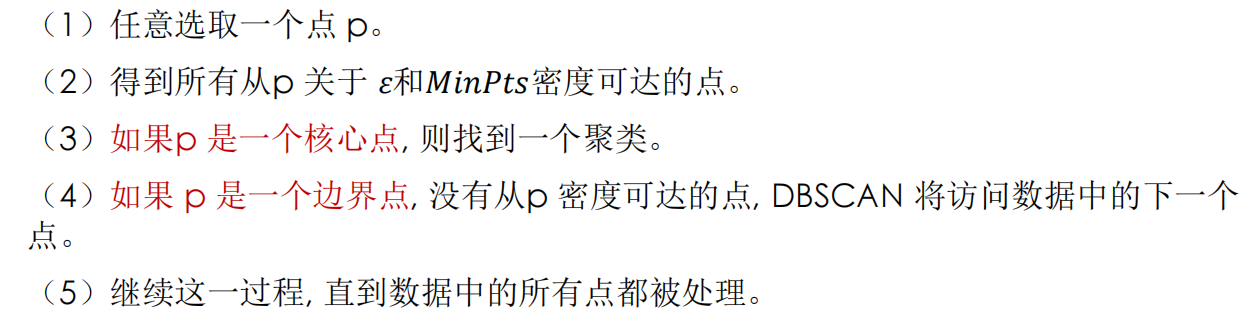 （1）任意选取一个点 p。
（2）得到所有从p 关于 ε和MinPts密度可达的点。
（3）如果p 是一个核心点, 则找到一个聚类。
（4）如果 p 是一个边界点, 没有从p 密度可达的点, DBSCAN 将访问数据中的下一个
点。
（5）继续这一过程, 直到数据中的所有点都被处理。